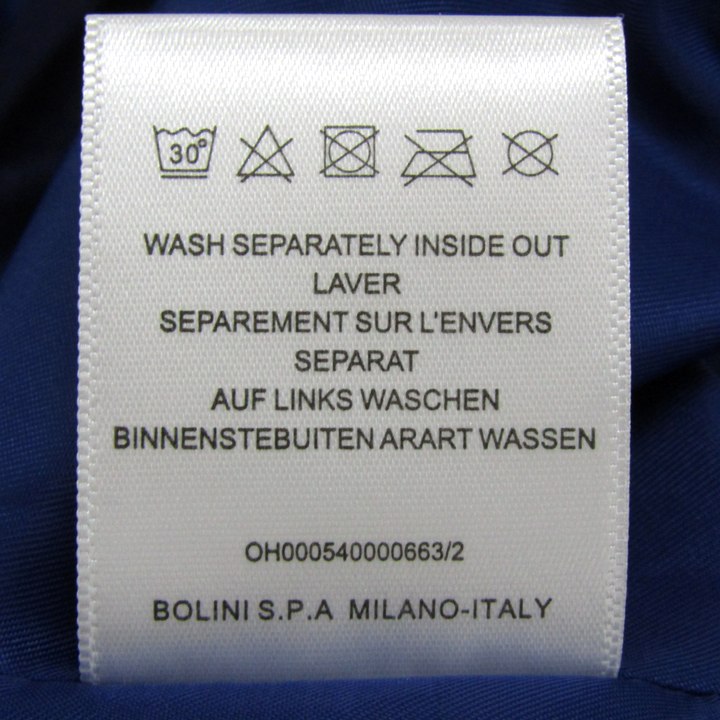 30°
WASH SEPARATELY INSIDE OUT
LAVER
SEPAREMENT SUR L'ENVERS
SEPARAT
AUF LINKS WASCHEN
BINNENSTEBUITEN ARART WASSEN
OH000540000663/2
BOLINI S.P.A MILANO-ITALY